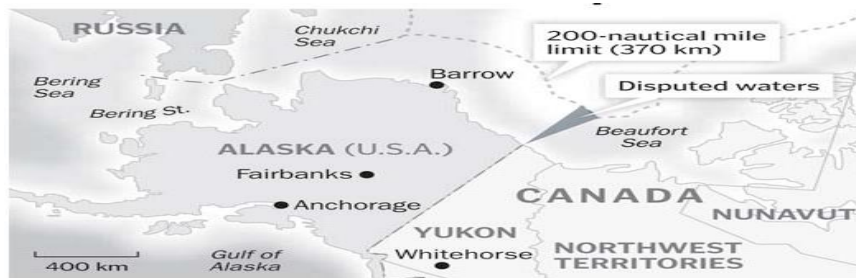 RUSSIA
Chukchi
Sea
200-nautical mile
limit (370 km)
Bering
Sea
Barrow
Disputed waters
Bering St.
Beaufort
Sea
ALASKA (U.S.A.)
Fairbanks
CANADA
Anchorage
NUNAVUT
YUKON
Gulf of
Alaska
Whitehorse
NORTHWEST
TERRITORIES
400 km